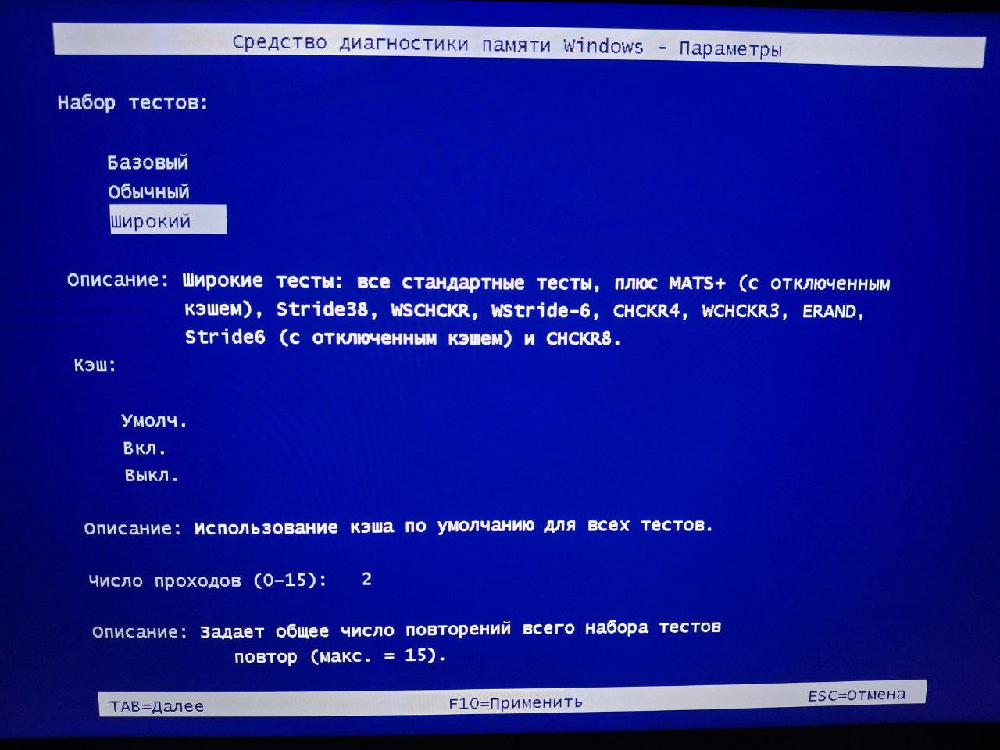 Средство диагностики памяти Windows - Параметры
Набор тестов:
Базовый
Обычный
Широкий
Описание: Широкие тесты: все стандартные тесты, плюс MATS+ (с отключенным
кэшем), Stride38, WSCHCKR, WStride-6, CHCKR4, WCHCKR3, ERAND,
Stride6 (с отключенным кэшем) и CHCKR8.
Кэш:
Умолч.
Вкл.
Выкл.
Описание: Использование кэша по умолчанию для всех тестов.
Число проходов (0–15): 2
Описание: Задает общее число повторений всего набора тестов
повтор (макс. = 15).
TAB=Далее F10=Применить ESC=Отмена